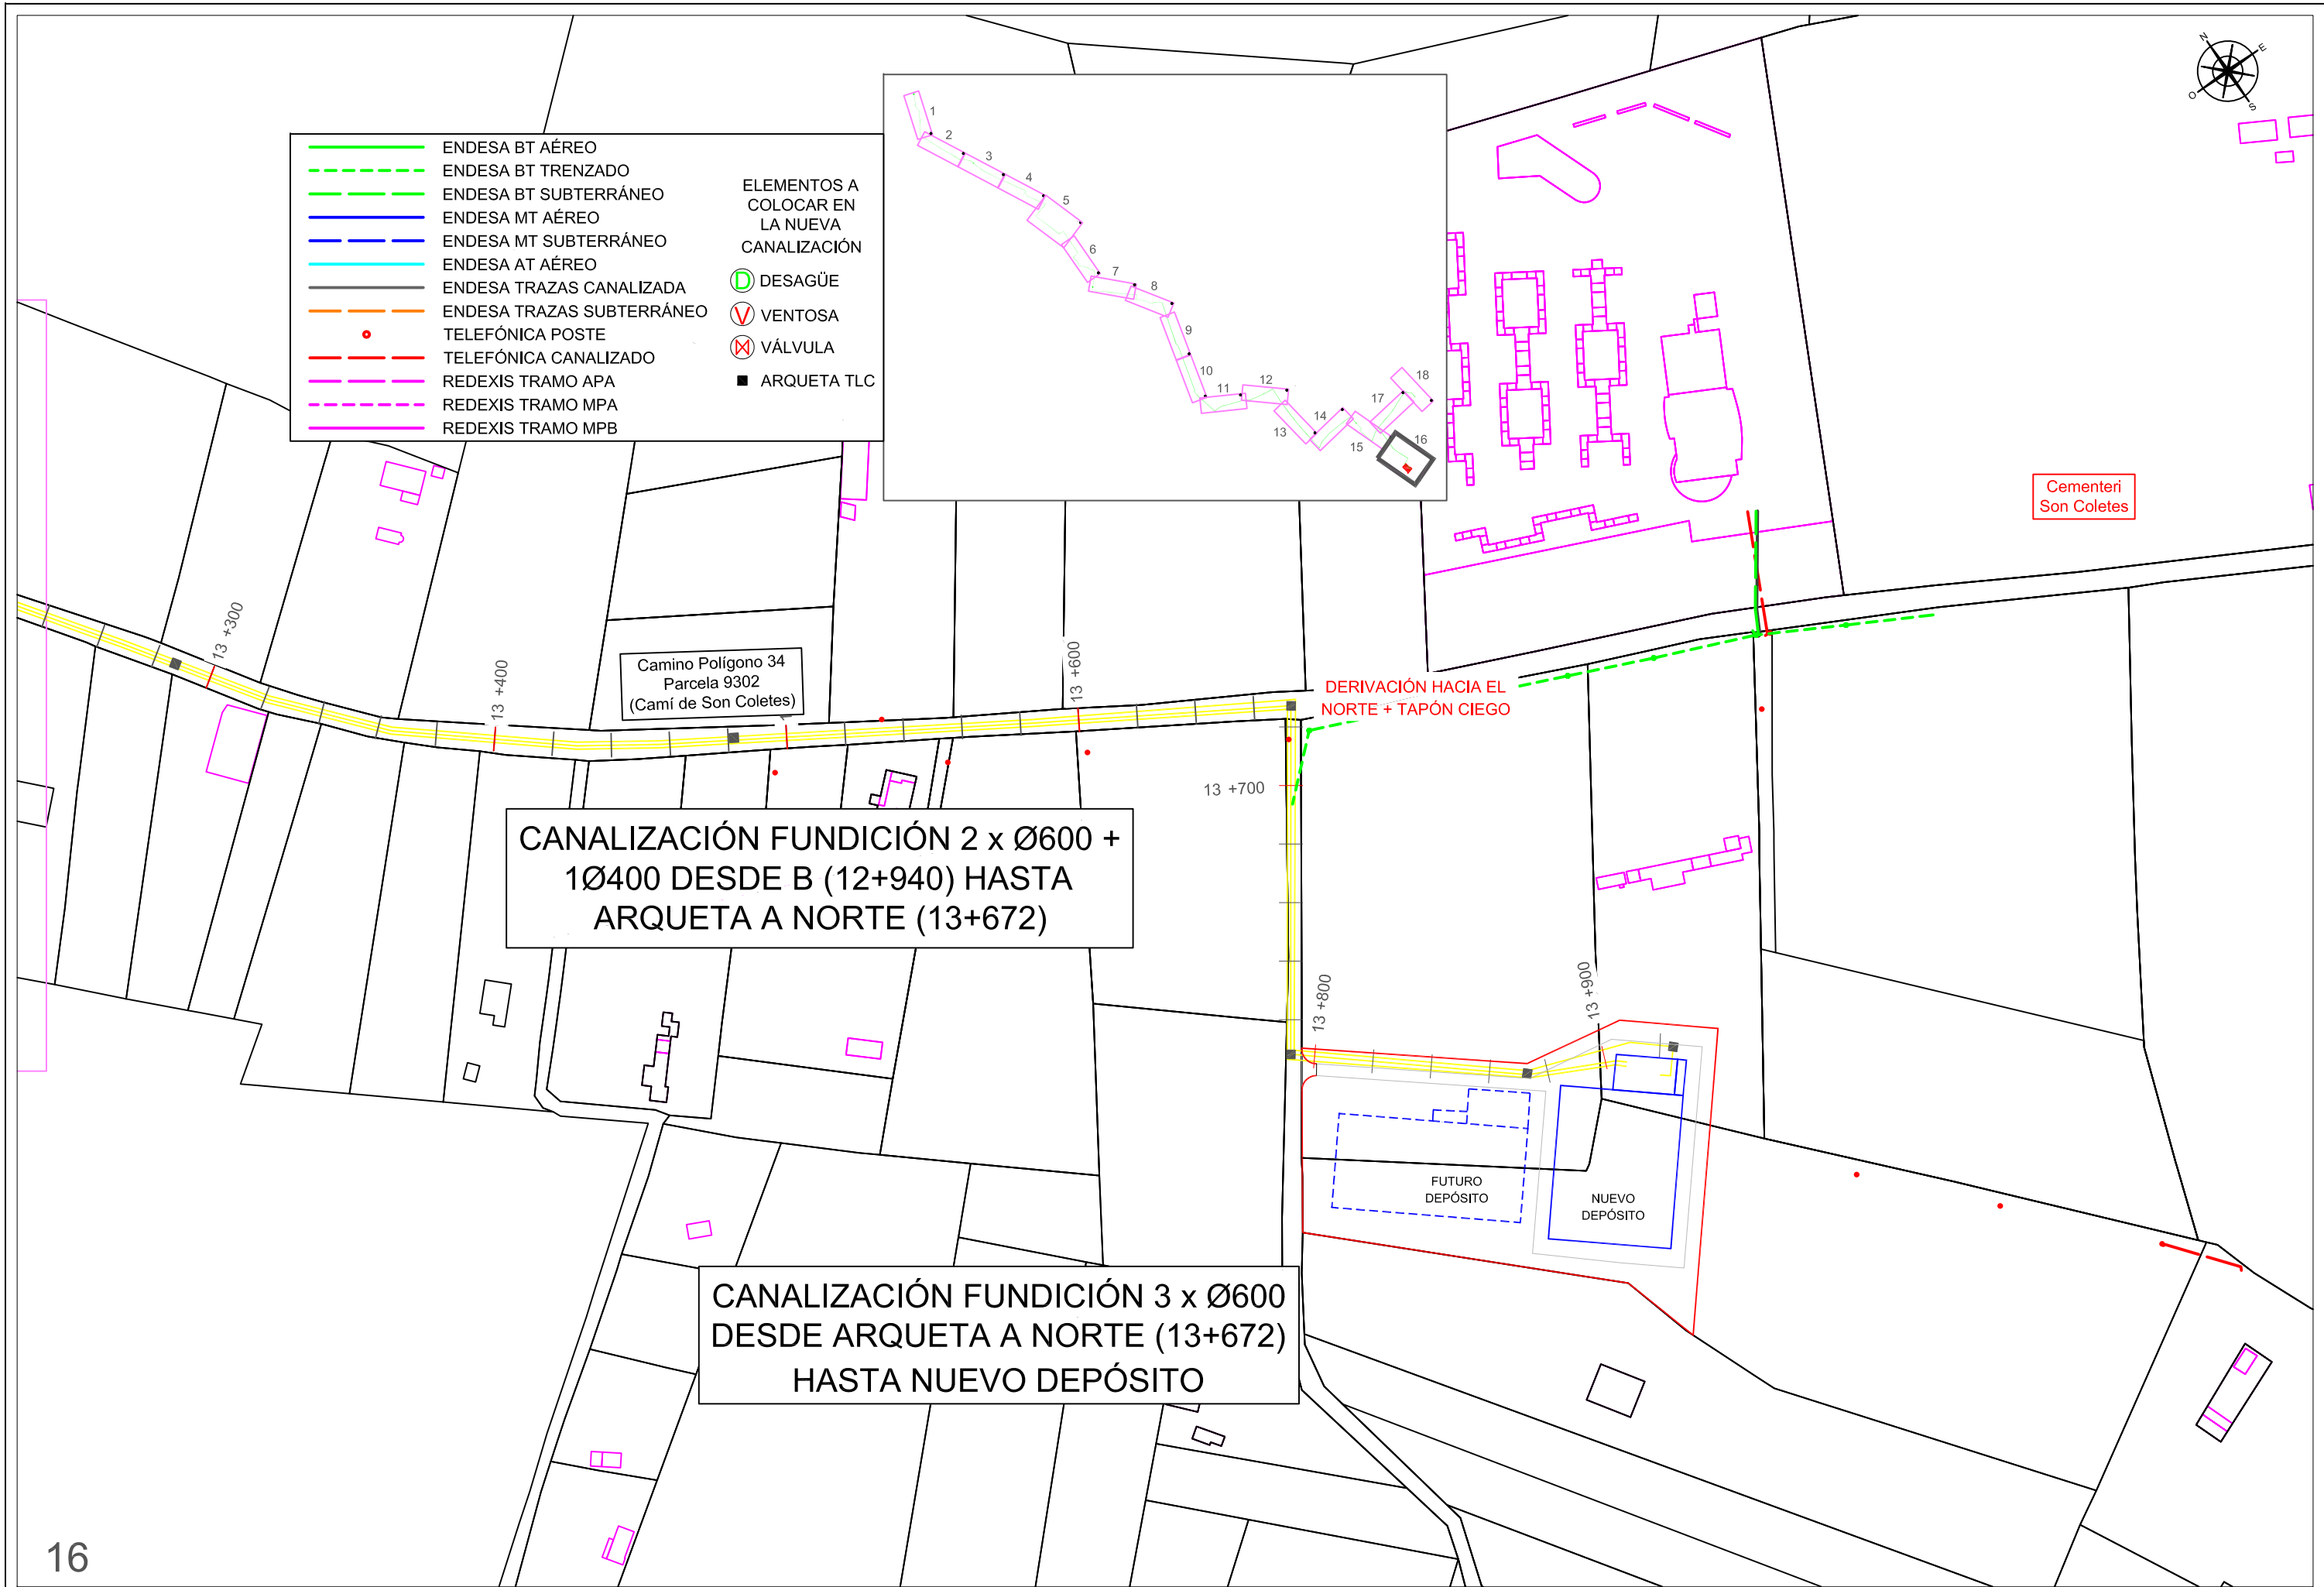 ENDESA BT AÉREO
ENDESA BT TRENZADO
ENDESA BT SUBTERRÁNEO
ENDESA MT AÉREO
ENDESA MT SUBTERRÁNEO
ENDESA AT AÉREO
ENDESA TRAZAS CANALIZADA
ENDESA TRAZAS SUBTERRÁNEO
TELEFÓNICA POSTE
TELEFÓNICA CANALIZADO
REDEXIS TRAMO APA
REDEXIS TRAMO MPA
REDEXIS TRAMO MPB
ELEMENTOS A
COLOCAR EN
LA NUEVA
CANALIZACIÓN
D DESAGÜE
V VENTOSA
VÁLVULA
ARQUETA TLC
1
2
3
4
5
6
7
8
9
10
11
12
13
14
15
16
17
18
N
E
S
O
Cementeri
Son Coletes
13 +300
13 +400
Camino Polígono 34
Parcela 9302
(Camí de Son Coletes)
13 +600
DERIVACIÓN HACIA EL
NORTE + TAPÓN CIEGO
13 +700
CANALIZACIÓN FUNDICIÓN 2 x Ø600 +
1Ø400 DESDE B (12+940) HASTA
ARQUETA A NORTE (13+672)
13 +800
13 +900
FUTURO
DEPÓSITO
NUEVO
DEPÓSITO
CANALIZACIÓN FUNDICIÓN 3 x Ø600
DESDE ARQUETA A NORTE (13+672)
HASTA NUEVO DEPÓSITO
16